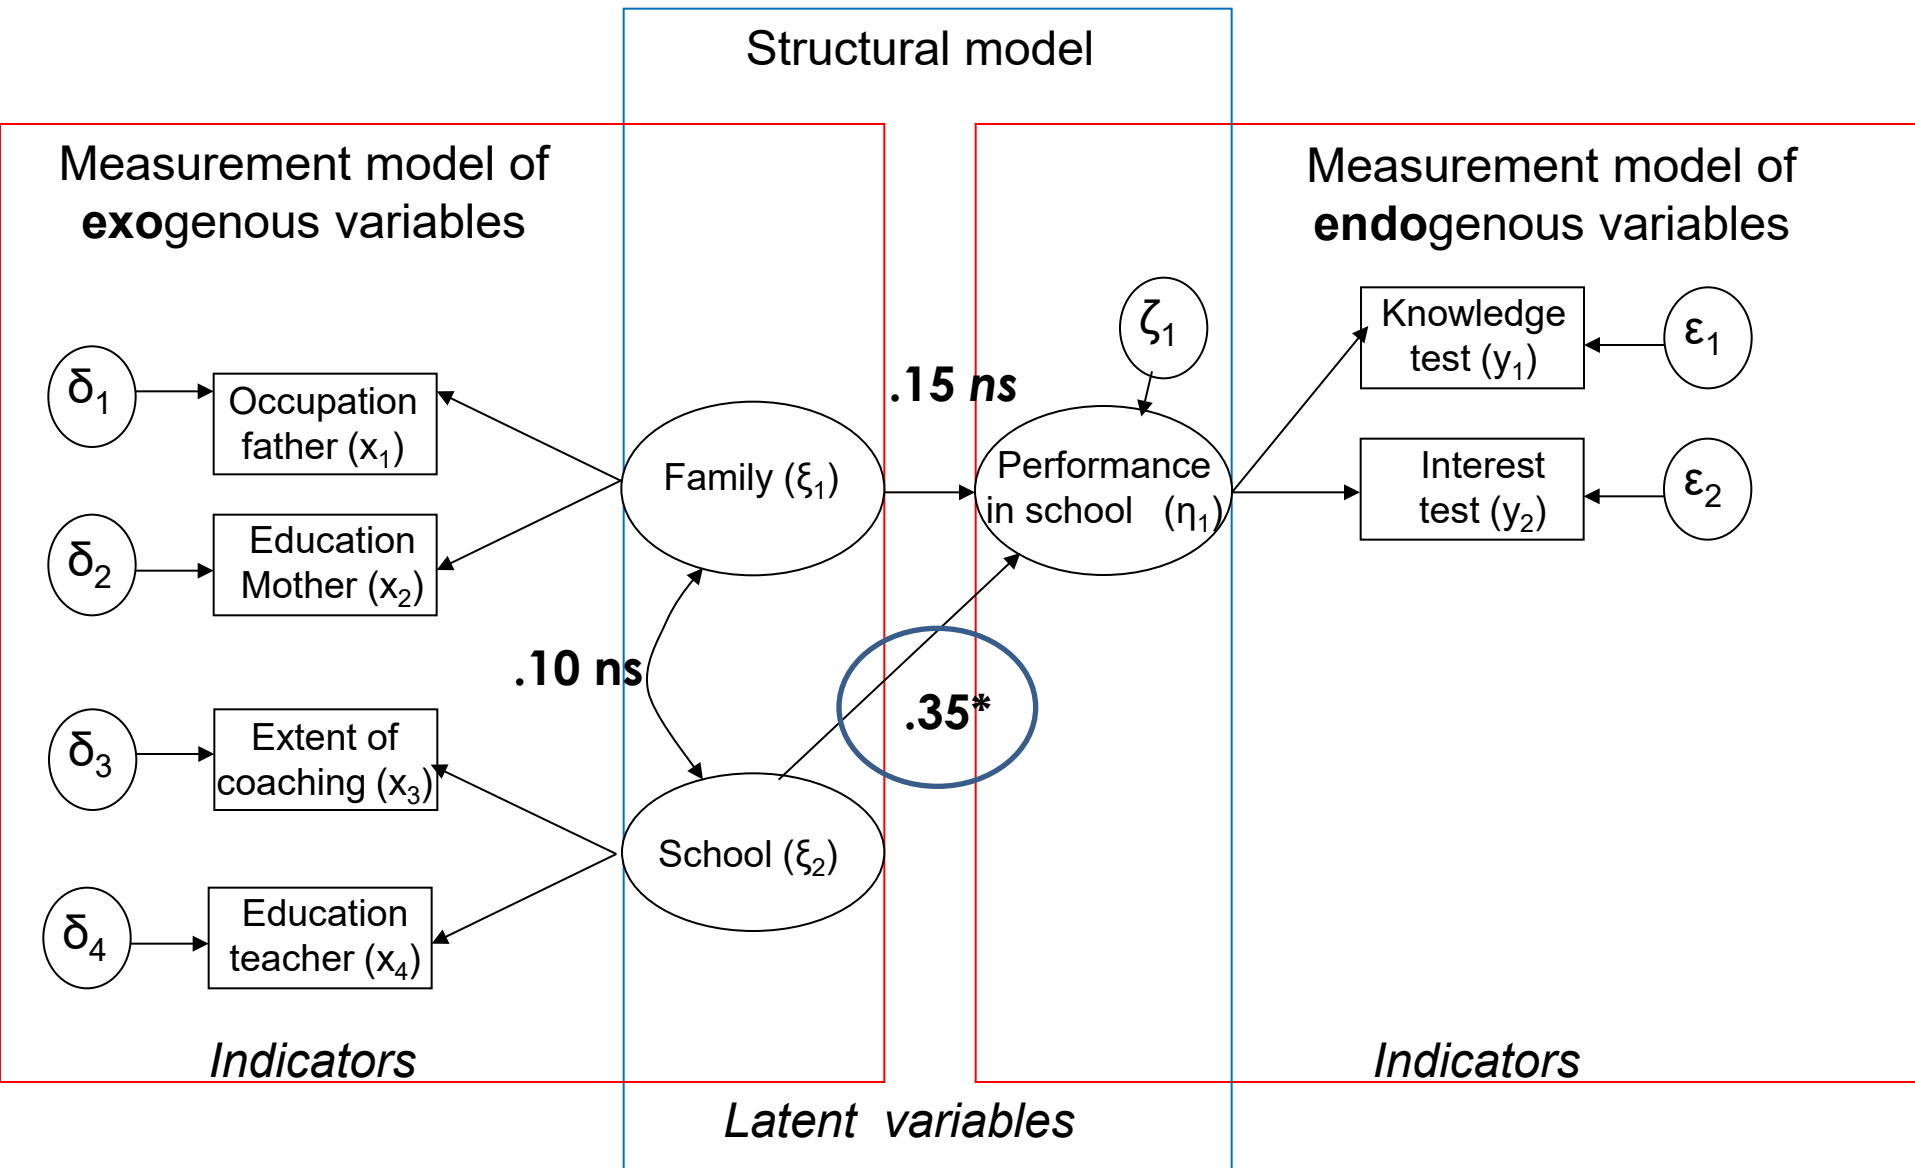 Structural model
Measurement model of
exogenous variables
Measurement model of
endogenous variables
δ1
Occupation
father (x1)
δ2
Education
Mother (x2)
δ3
Extent of
coaching (x3)
δ4
Education
teacher (x4)
Family (ξ1)
School (ξ2)
.10 ns
.15 ns
.35*
ζ1
Performance
in school (η1)
Knowledge
test (y1)
ε1
Interest
test (y2)
ε2
Indicators
Indicators
Latent variables